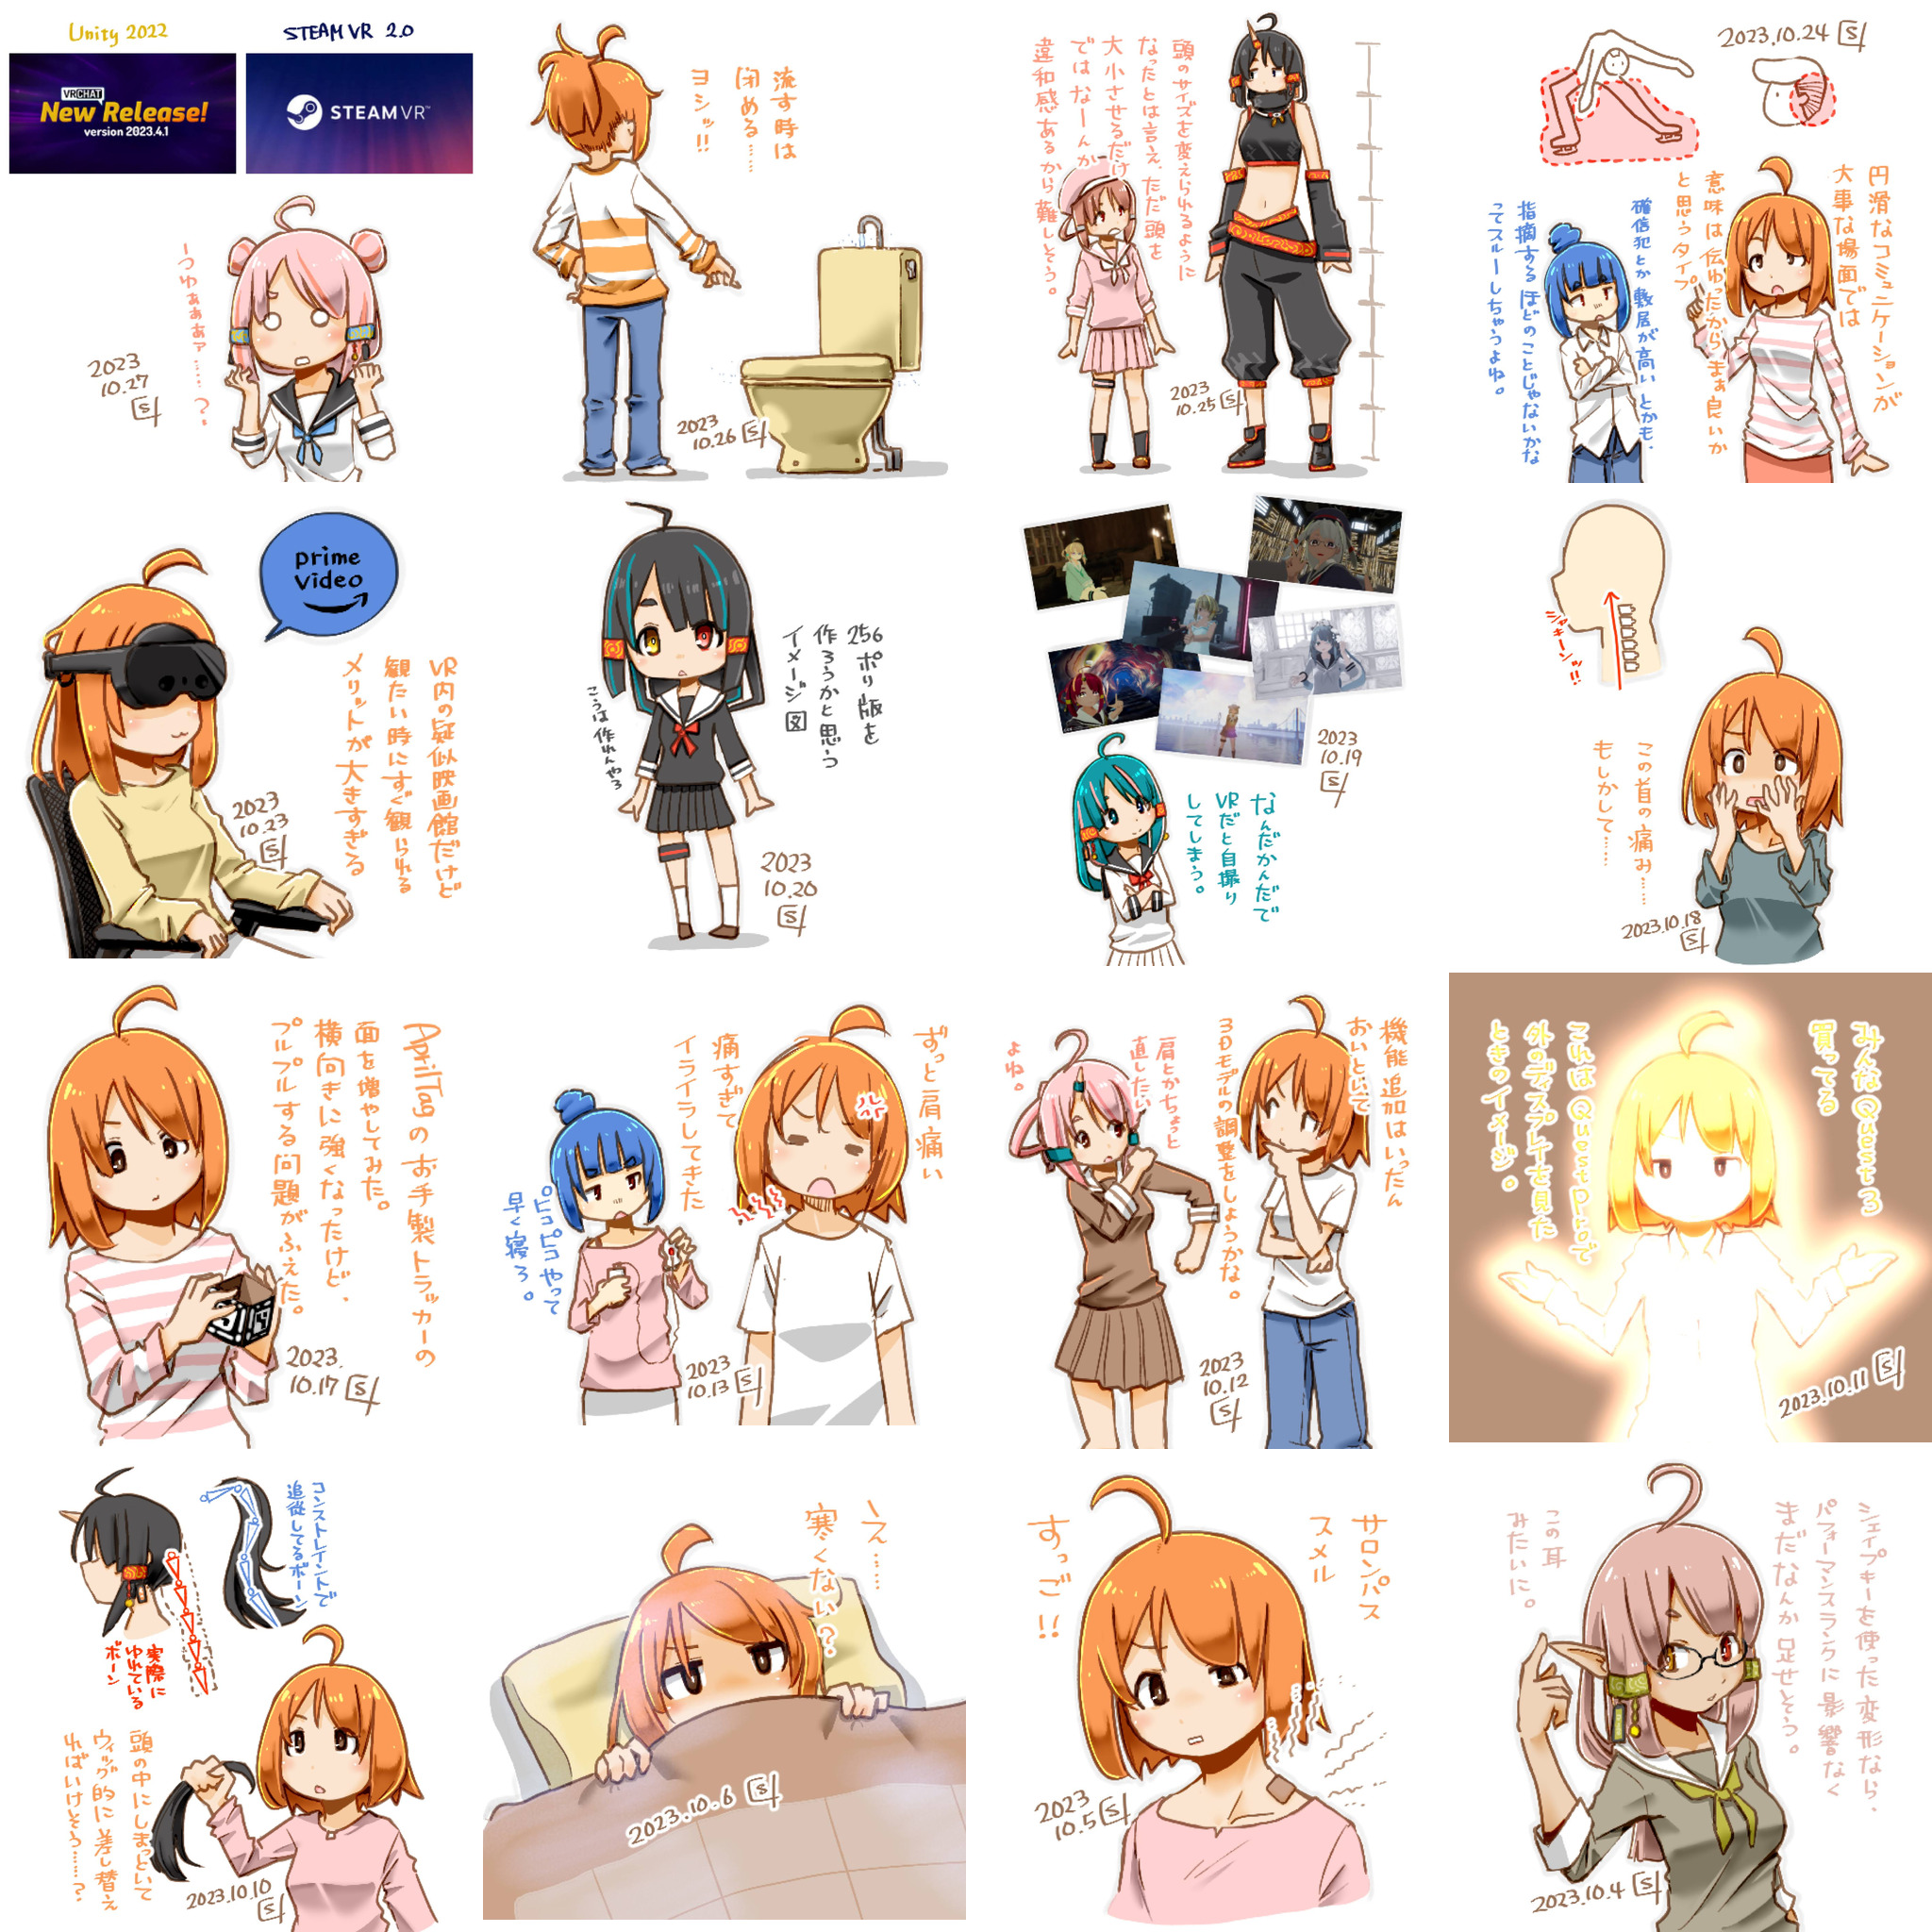 Unity 2022
STEAM VR 2.0
VRCHAT
New Release!
version 2023.4.1
STEAMVR™
2023
10.27
S
流す時は
閉める……
ヨシッ!!
2023
10.26
S
頭のサイズを変えられるように
なったとは言え、ただ頭を
大小させるだけ
ではなーんか
違和感あるから難しそう。
2023
10.25
S
2023.10.24
S
円滑なコミュニケーションが
大事な場面では
意味は伝わったからまぁ良いか
と思うタイプ
確信犯とか敷居が高いとかも、
指摘するほどのことじゃないかな
ってスルーしちゃうよね。
prime
video
VR内の疑似映画館だけど
観たい時にすぐ観られる
メリットが大きすぎる
2023
10.23
S
256ポリ版を
作ろうかと思う
イメージ図
こうは作れんやろ
2023
10.20
S
2023
10.19
S
なんだかんだで
VRだと自撮り
してしまう。
シャキーンッ!!
この首の痛み……
もしかして……
2023.10.18
S
AprilTagのお手製トラッカーの
面を増やしてみた。
横向きに強くなったけど、
プルプルする問題がふえた。
2023.
10.17
S
ずっと肩痛い
痛すぎて
イライラしてきた
ピコピコやって
早く寝ろ。
2023
10.13
S
機能追加はいったん
おいといて
3Dモデルの調整をしようかな。
肩とかちょっと
直したい
よね。
2023
10.12
S
みんなQuest3
買ってる
これはQuestProで
外のディスプレイを見た
ときのイメージ。
2023.10.11
S
コンストレイントで
追従してるボーン
実際に
ゆれている
ボーン
頭の中にしまっといて
ウィッグ的に差し替え
ればいけそう……?
2023.10.10
S
え……
寒くない?
2023.10.6
S
サロンパス
スメル
すっご!!
2023
10.5
S
シェイプキーを使った変形なら、
パフォーマンスランクに影響なく
まだなんか足せそう。
この耳
みたいに。
2023.10.4
S